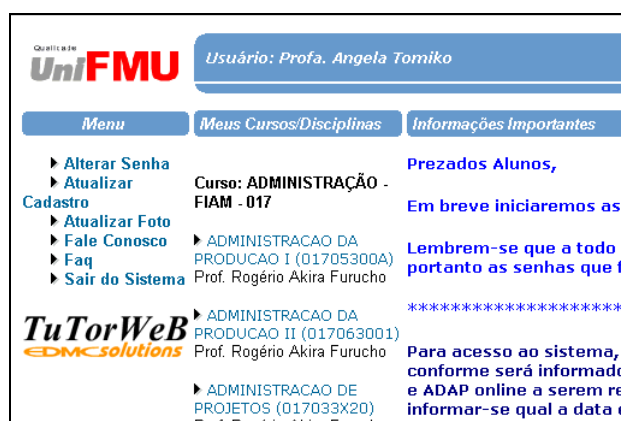 Qualidade
UniFMU
Usuário: Profa. Angela Tomiko
Menu
Alterar Senha
Atualizar
Cadastro
Atualizar Foto
Fale Conosco
Faq
Sair do Sistema
TuTorWeB
EDMCsolutions
Meus Cursos/Disciplinas
Curso: ADMINISTRAÇÃO -
FIAM - 017
ADMINISTRACAO DA
PRODUCAO I (01705300A)
Prof. Rogério Akira Furucho
ADMINISTRACAO DA
PRODUCAO II (017063001)
Prof. Rogério Akira Furucho
ADMINISTRACAO DE
PROJETOS (017033X20)
Informações Importantes
Prezados Alunos,
Em breve iniciaremos as
Lembrem-se que a todo
portanto as senhas que f
*********************
Para acesso ao sistema,
conforme será informado
e ADAP online a serem re
informar-se qual a data